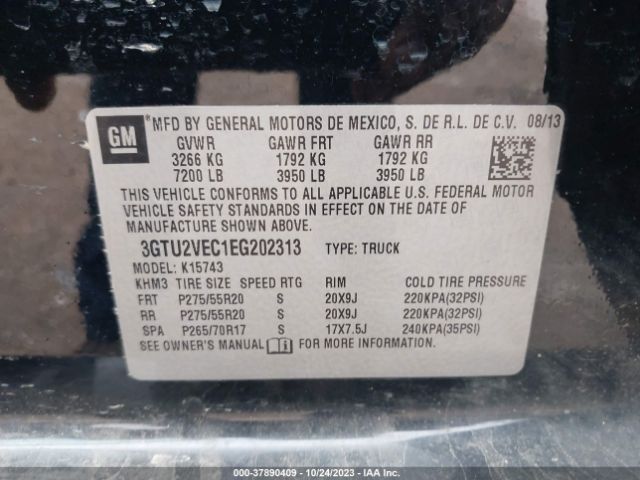 GM
MFD BY GENERAL MOTORS DE MEXICO, S. DE R.L. DE C.V. 08/13
GVWR GAWR FRT GAWR RR
3266 KG 1792 KG 1792 KG
7200 LB 3950 LB 3950 LB
THIS VEHICLE CONFORMS TO ALL APPLICABLE U.S. FEDERAL MOTOR
VEHICLE SAFETY STANDARDS IN EFFECT ON THE DATE OF
MANUFACTURE SHOWN ABOVE.
3GTU2VEC1EG202313 TYPE: TRUCK
MODEL: K15743
KHM3 TIRE SIZE SPEED RTG RIM COLD TIRE PRESSURE
FRT P275/55R20 S 20X9J 220KPA(32PSI)
RR P275/55R20 S 20X9J 220KPA(32PSI)
SPA P265/70R17 S 17X7.5J 240KPA(35PSI)
SEE OWNER'S MANUAL FOR MORE INFORMATION.
000-37890409 - 10/24/2023 - IAA Inc.